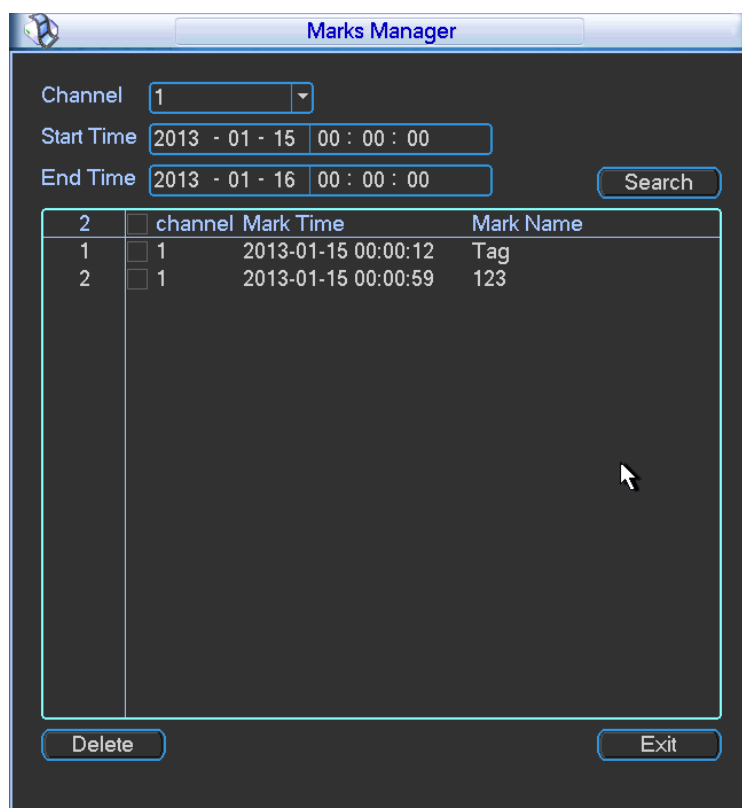 Marks Manager
Channel 1
Start Time 2013 - 01 - 15 00 : 00 : 00
End Time 2013 - 01 - 16 00 : 00 : 00
Search
2 channel Mark Time Mark Name
1 1 2013-01-15 00:00:12 Tag
2 1 2013-01-15 00:00:59 123
Delete Exit